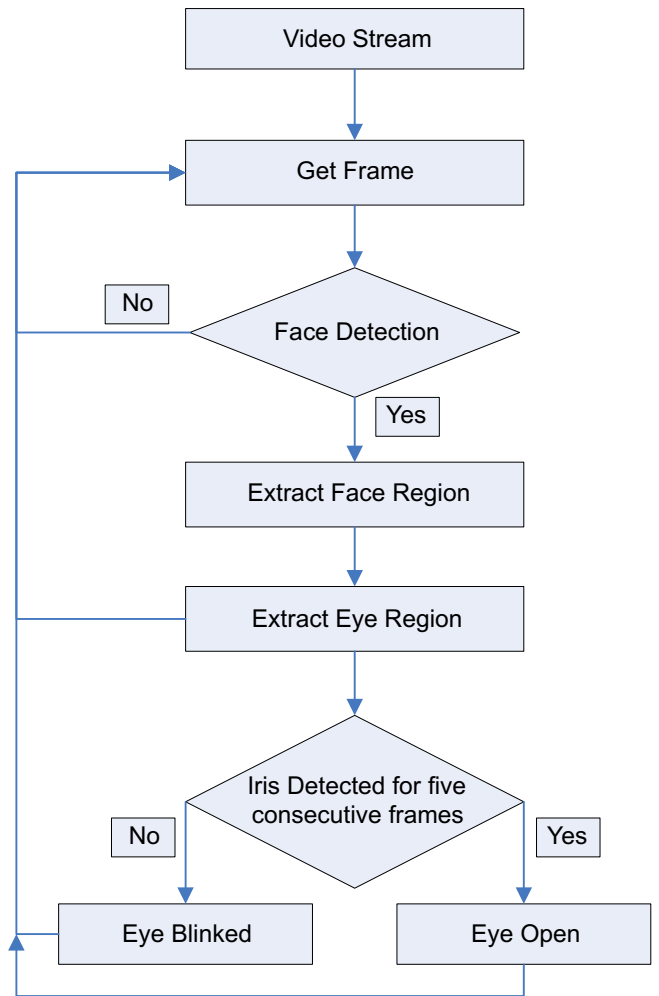 Video Stream
Get Frame
No
Face Detection
Yes
Extract Face Region
Extract Eye Region
Iris Detected for five
consecutive frames
No
Yes
Eye Blinked
Eye Open